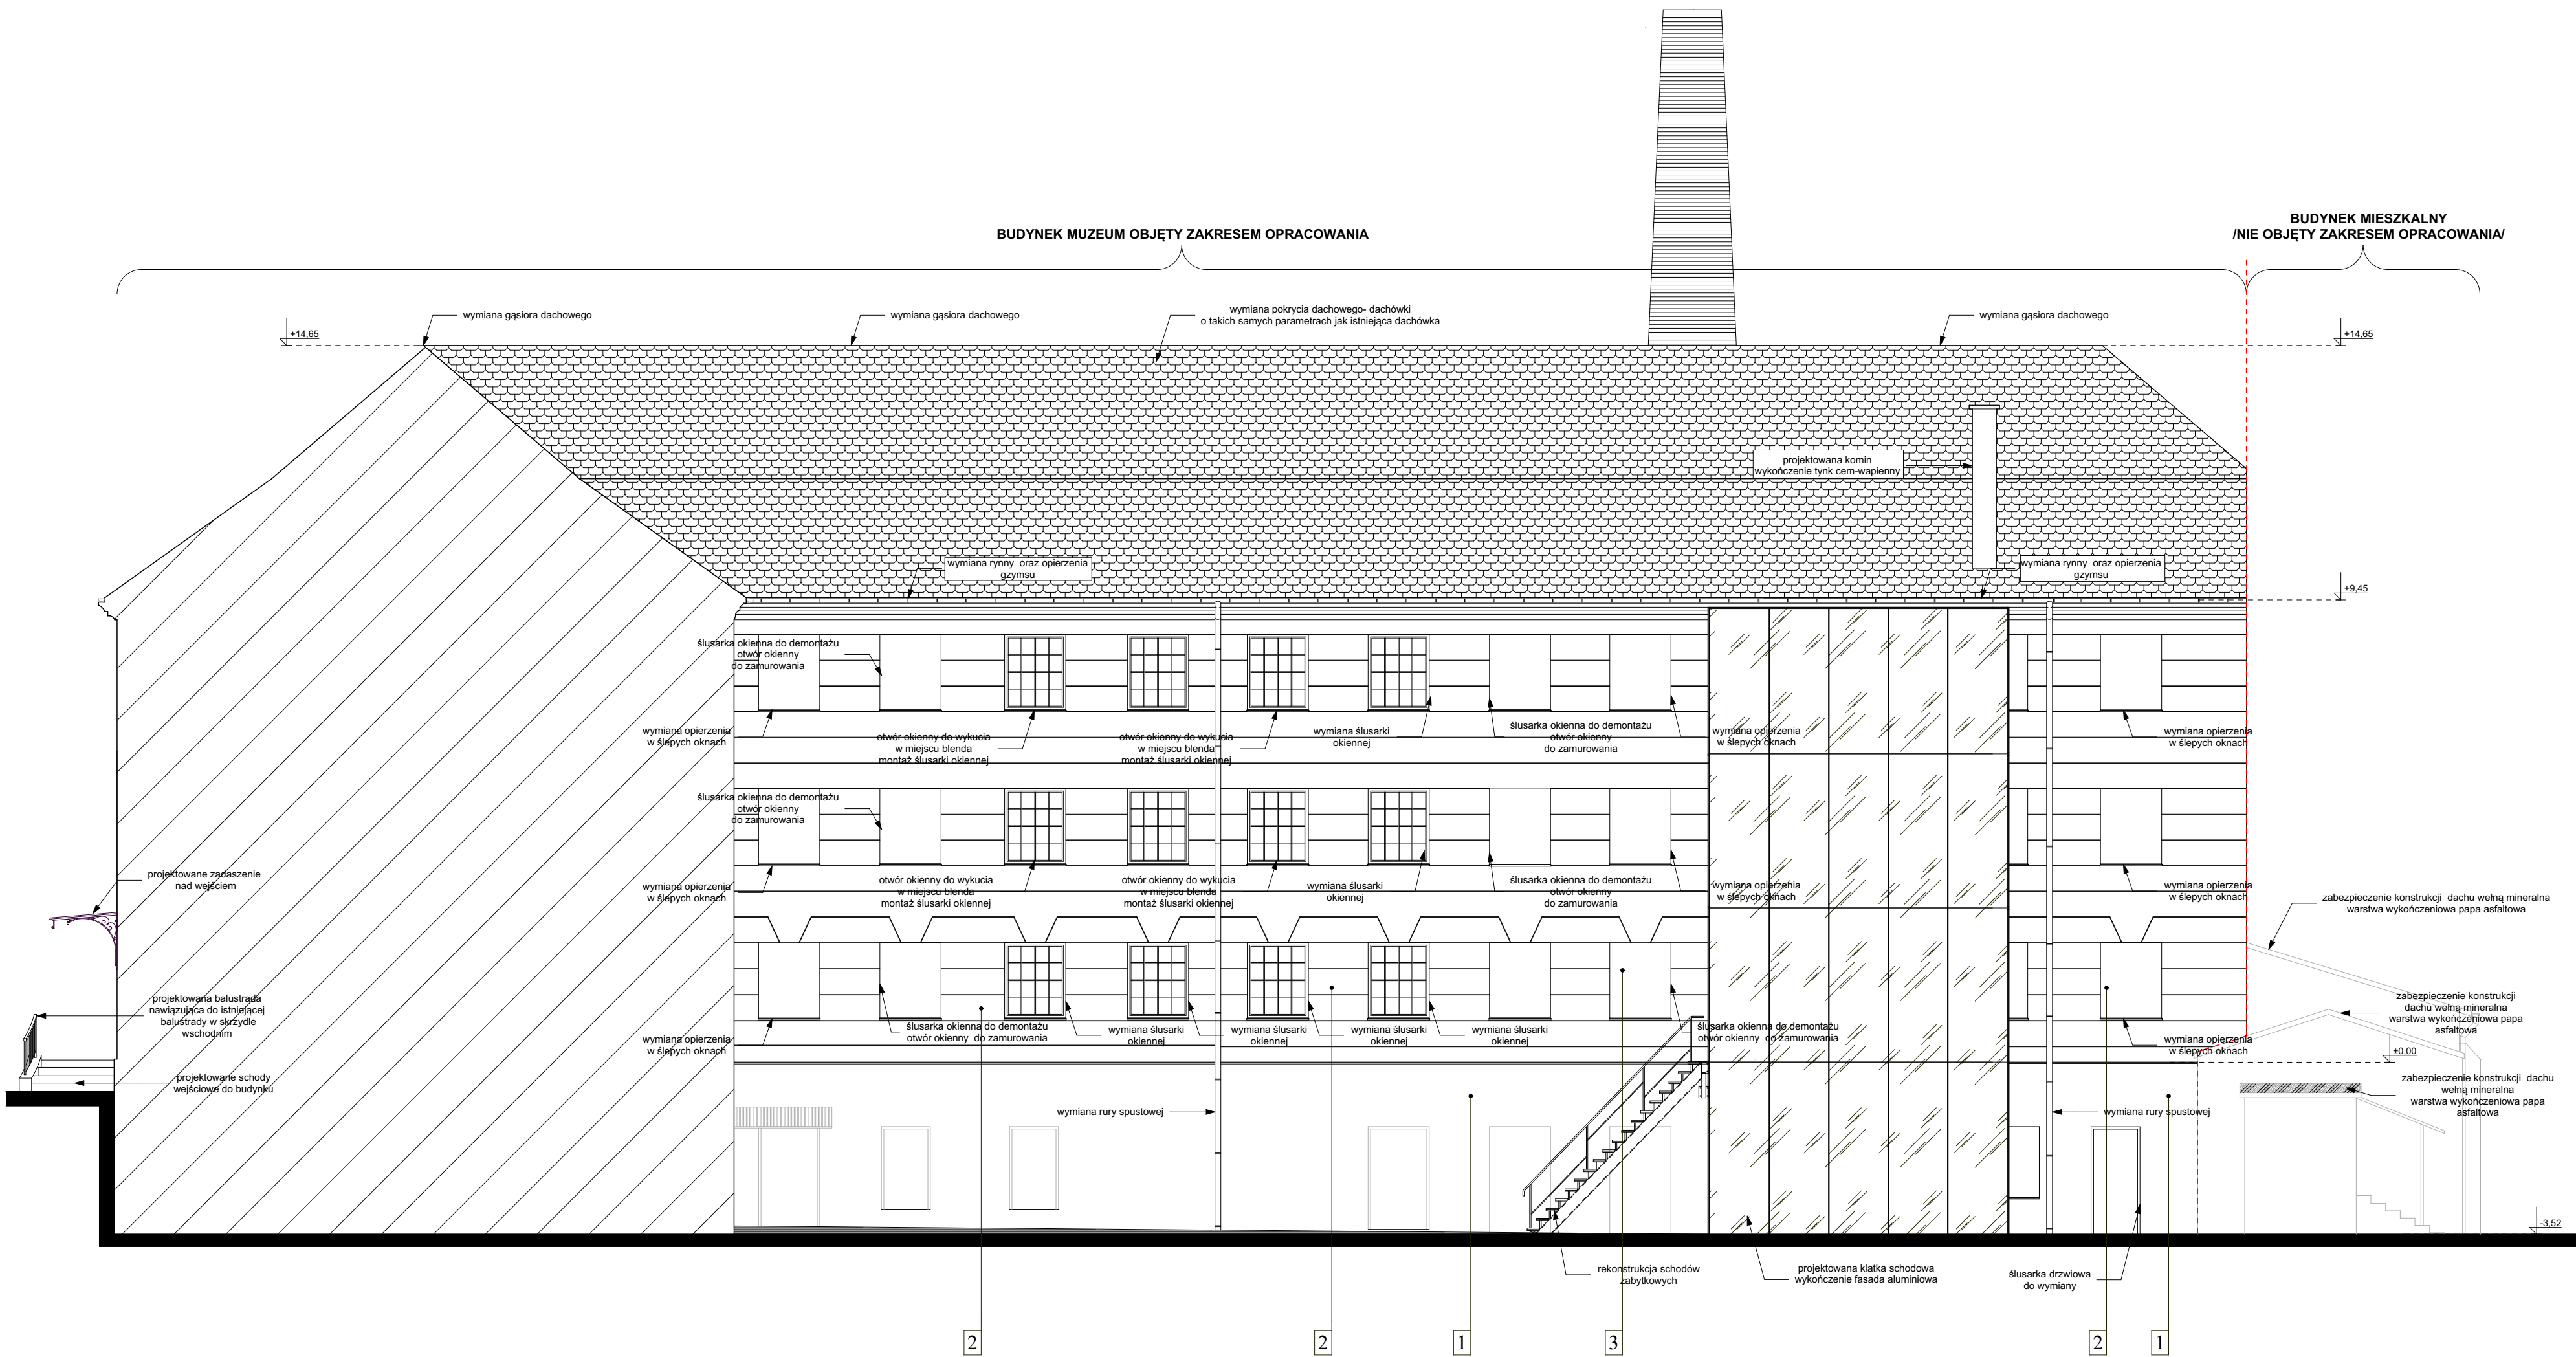 BUDYNEK MUZEUM OBJĘTY ZAKRESEM OPRACOWANIA
BUDYNEK MIESZKALNY
/NIE OBJĘTY ZAKRESEM OPRACOWANIA/
wymiana gąsiora dachowego
wymiana gąsiora dachowego
wymiana pokrycia dachowego- dachówki
o takich samych parametrach jak istniejąca dachówka
wymiana gąsiora dachowego
+14,65
+14,65
projektowana komin
wykończenie tynk cem-wapienny
wymiana rynny oraz opierzenia
gzymsu
wymiana rynny oraz opierzenia
gzymsu
+9,45
ślusarka okienna do demontażu
otwór okienny
do zamurowania
wymiana opierzenia
w ślepych oknach
otwór okienny do wykucia
w miejscu blenda
montaż ślusarki okiennej
otwór okienny do wykucia
w miejscu blenda
montaż ślusarki okiennej
wymiana ślusarki
okiennej
ślusarka okienna do demontażu
otwór okienny
do zamurowania
wymiana opierzenia
w ślepych oknach
wymiana opierzenia
w ślepych oknach
ślusarka okienna do demontażu
otwór okienny
do zamurowania
wymiana opierzenia
w ślepych oknach
otwór okienny do wykucia
w miejscu blenda
montaż ślusarki okiennej
otwór okienny do wykucia
w miejscu blenda
montaż ślusarki okiennej
wymiana ślusarki
okiennej
ślusarka okienna do demontażu
otwór okienny
do zamurowania
wymiana opierzenia
w ślepych oknach
wymiana opierzenia
w ślepych oknach
projektowane zadaszenie
nad wejściem
zabezpieczenie konstrukcji dachu wełną mineralna
warstwa wykończeniowa papa asfaltowa
projektowana balustrada
nawiązująca do istniejącej
balustrady w skrzydle
wschodnim
zabezpieczenie konstrukcji
dachu wełną mineralna
warstwa wykończeniowa papa
asfaltowa
wymiana opierzenia
w ślepych oknach
ślusarka okienna do demontażu
otwór okienny do zamurowania
wymiana ślusarki
okiennej
wymiana ślusarki
okiennej
wymiana ślusarki
okiennej
wymiana ślusarki
okiennej
ślusarka okienna do demontażu
otwór okienny do zamurowania
wymiana opierzenia
w ślepych oknach
±0,00
projektowane schody
wejściowe do budynku
zabezpieczenie konstrukcji dachu
wełną mineralna
warstwa wykończeniowa papa
asfaltowa
wymiana rury spustowej
wymiana rury spustowej
-3,52
rekonstrukcja schodów
zabytkowych
projektowana klatka schodowa
wykończenie fasada aluminiowa
ślusarka drzwiowa
do wymiany
2
2
1
3
2
1